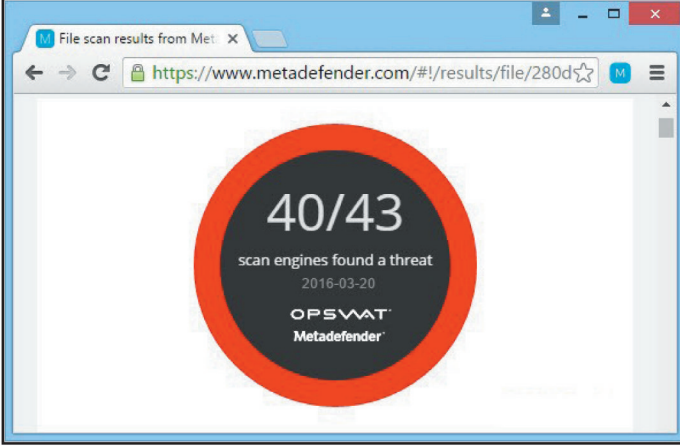 File scan results from Met
https://www.metadefender.com/#!/results/file/280d
M
40/43
scan engines found a threat
2016-03-20
OPSWAT
Metadefender